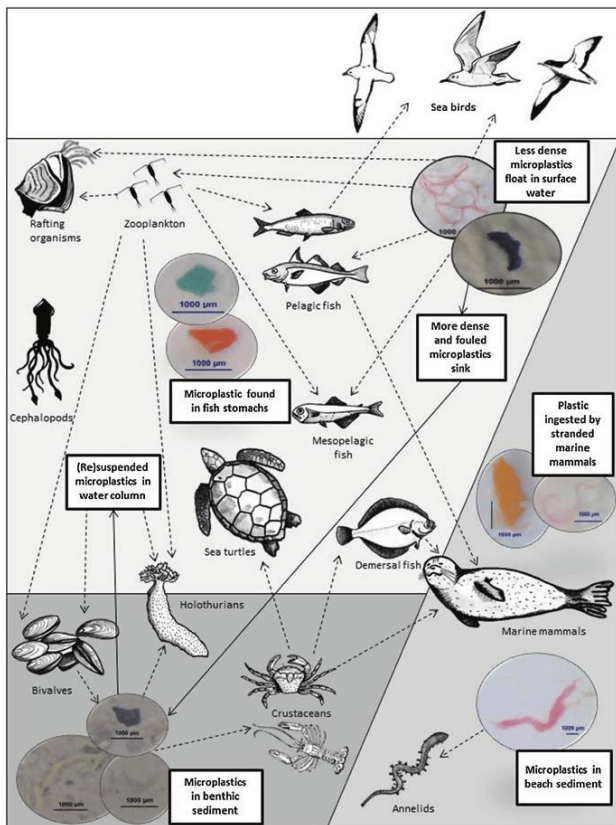 Sea birds
Less dense
microplastics
float in surface
water
Rafting
organisms
Zooplankton
1000
1000 µm
Pelagic fish
1000 µm
More dense
and fouled
microplastics
sink
1000 µm
Cephalopods
Microplastic found
in fish stomachs
Mesopelagic
fish
Plastic
ingested by
stranded
marine
mammals
(Re)suspended
microplastics in
water column
1000 µm
1000 µm
Sea turtles
Demersal fish
Holothurians
Marine mammals
Bivalves
Crustaceans
1000 µm
1000 µm
1000 µm
1000 µm
Microplastics
in benthic
sediment
Microplastics in
beach sediment
Annelids